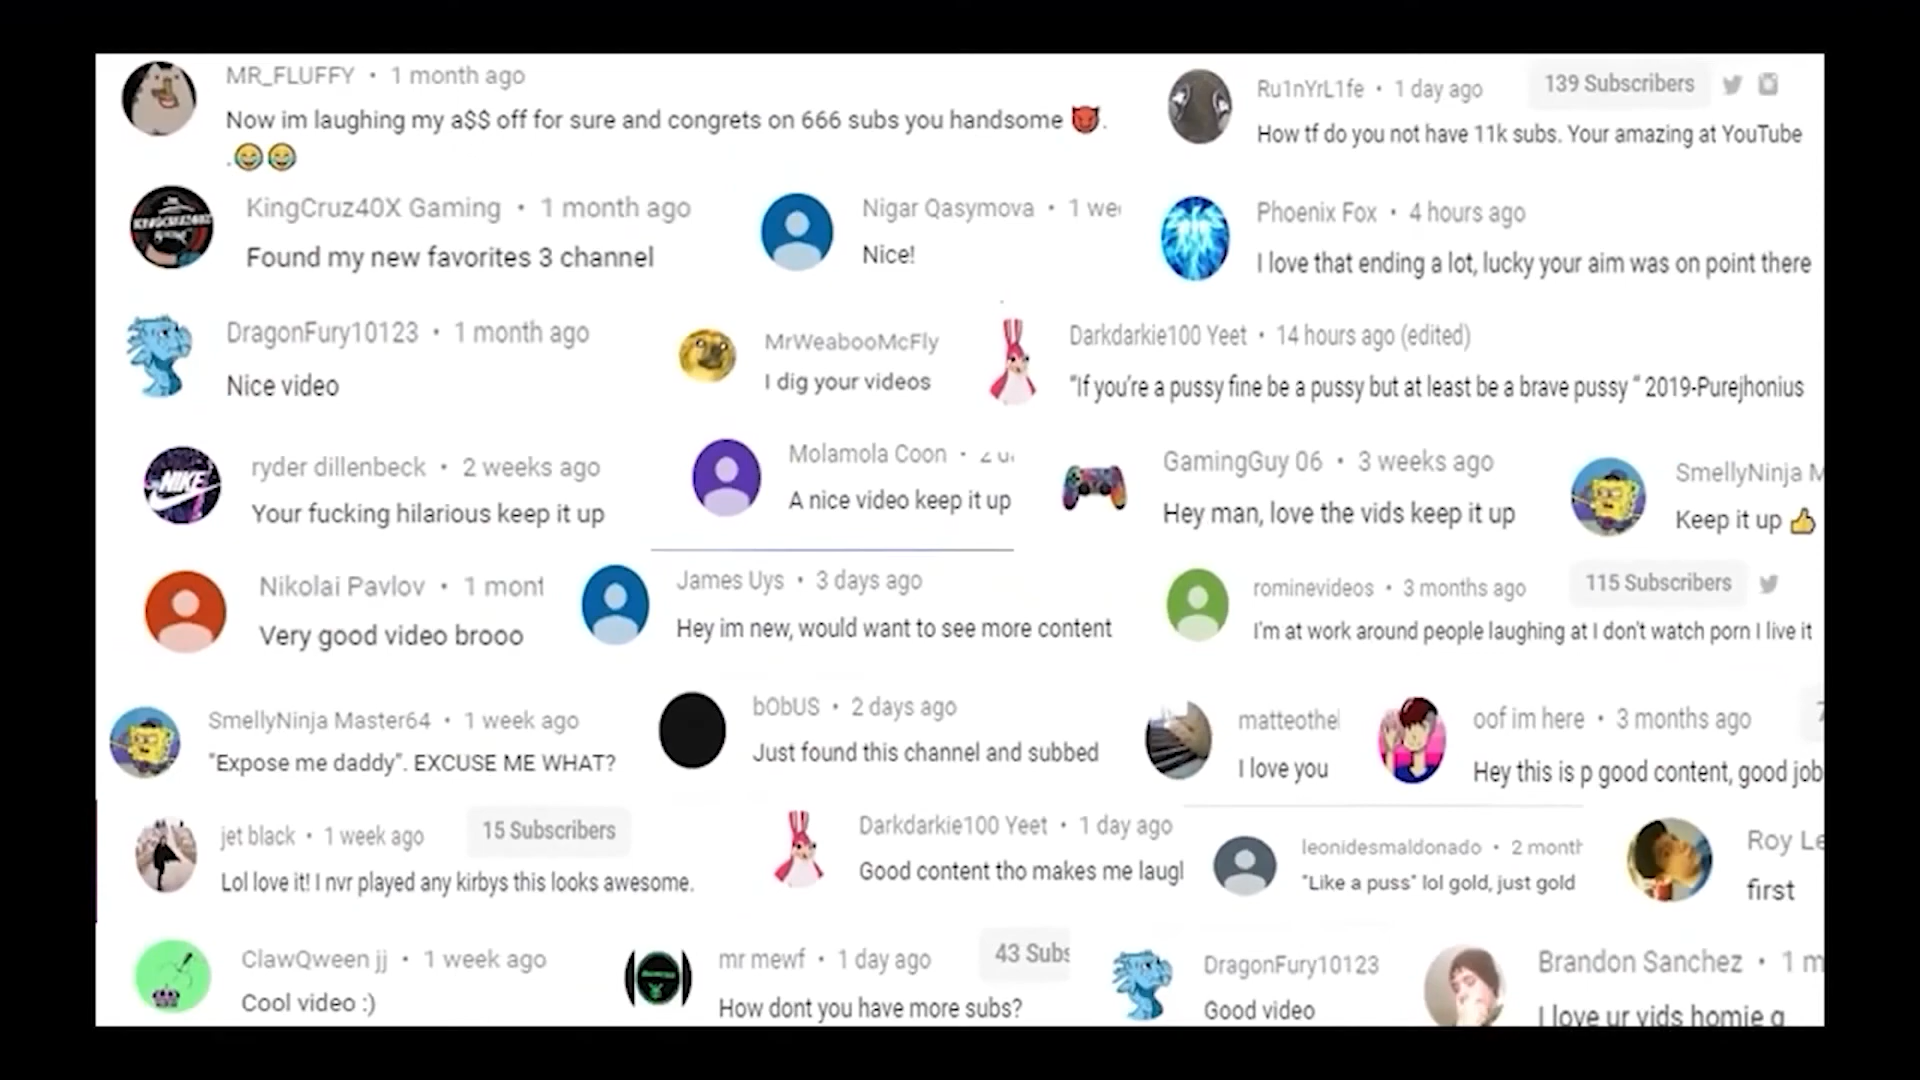 MR_FLUFFY • 1 month ago
Now im laughing my a$$ off for sure and congrets on 666 subs you handsome 😈.
.😂😂
Ru1nYrL1fe • 1 day ago 139 Subscribers
How tf do you not have 11k subs. Your amazing at YouTube
KingCruz40X Gaming • 1 month ago
Found my new favorites 3 channel
Nigar Qasymova • 1 we
Nice!
Phoenix Fox • 4 hours ago
I love that ending a lot, lucky your aim was on point there
DragonFury10123 • 1 month ago
Nice video
MrWeabooMcFly
I dig your videos
Darkdarkie100 Yeet • 14 hours ago (edited)
“If you’re a pussy fine be a pussy but at least be a brave pussy “ 2019-Purejhonius
NIKE
ryder dillenbeck • 2 weeks ago
Your fucking hilarious keep it up
Molamola Coon •
A nice video keep it up
GamingGuy 06 • 3 weeks ago
Hey man, love the vids keep it up
SmellyNinja M
Keep it up 👍
Nikolai Pavlov • 1 mont
Very good video brooo
James Uys • 3 days ago
Hey im new, would want to see more content
rominevideos • 3 months ago 115 Subscribers
I'm at work around people laughing at I don't watch porn I live it
SmellyNinja Master64 • 1 week ago
"Expose me daddy". EXCUSE ME WHAT?
bObUS • 2 days ago
Just found this channel and subbed
matteothel
I love you
oof im here • 3 months ago
Hey this is p good content, good job
jet black • 1 week ago 15 Subscribers
Lol love it! I nvr played any kirbys this looks awesome.
Darkdarkie100 Yeet • 1 day ago
Good content tho makes me laugl
leonidesmaldonado • 2 month
"Like a puss" lol gold, just gold
Roy Le
first
ClawQween jj • 1 week ago
Cool video :)
mr mewf • 1 day ago 43 Subs
How dont you have more subs?
DragonFury10123
Good video
Brandon Sanchez • 1 m
I love ur vids homie g